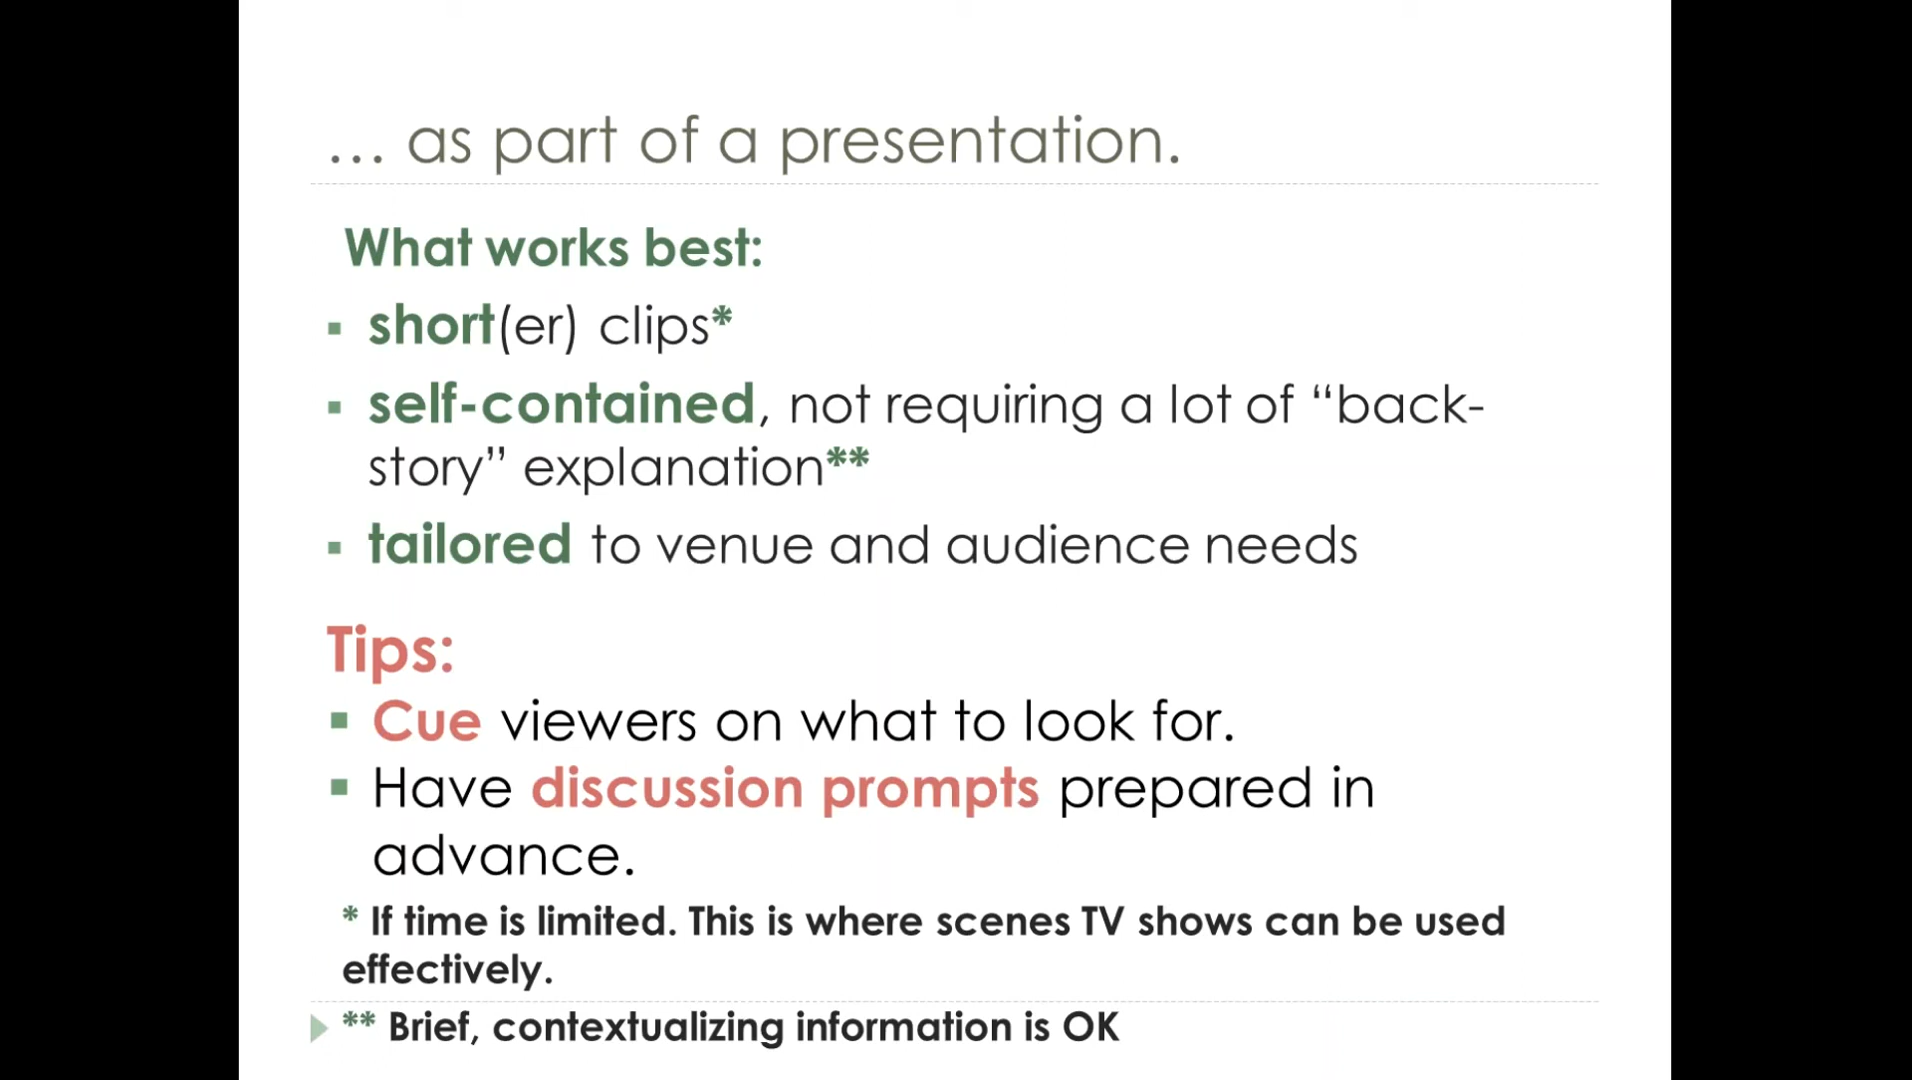 … as part of a presentation.
What works best:
▪ short(er) clips*
▪ self-contained, not requiring a lot of “back-
story” explanation**
▪ tailored to venue and audience needs
Tips:
▪ Cue viewers on what to look for.
▪ Have discussion prompts prepared in
advance.
* If time is limited. This is where scenes TV shows can be used
effectively.
** Brief, contextualizing information is OK